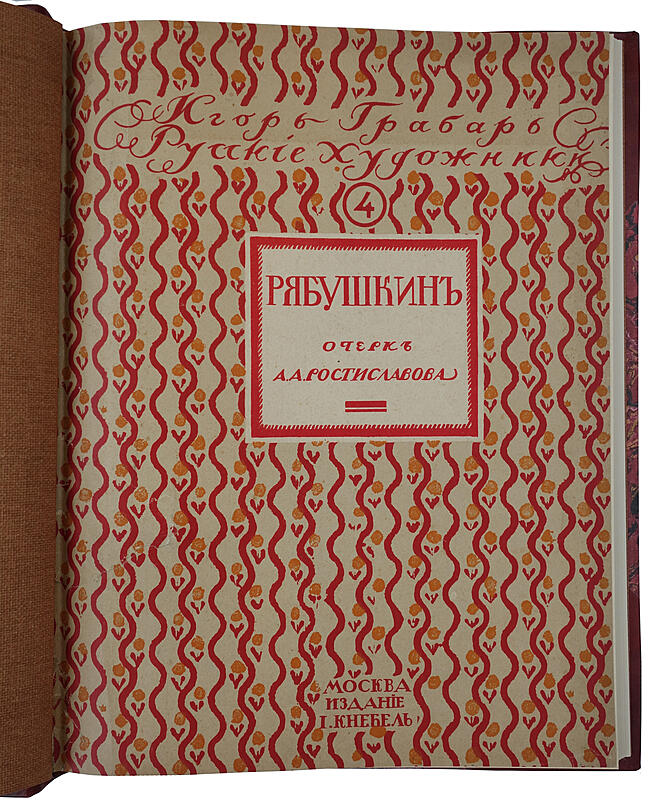 Игорь Грабарь
Русскіе художники
4
РЯБУШКИНЪ
ОЧЕРКЪ
А.А.РОСТИСЛАВОВА
МОСКВА
ИЗДАНІЕ
І.КНЕБЕЛЬ